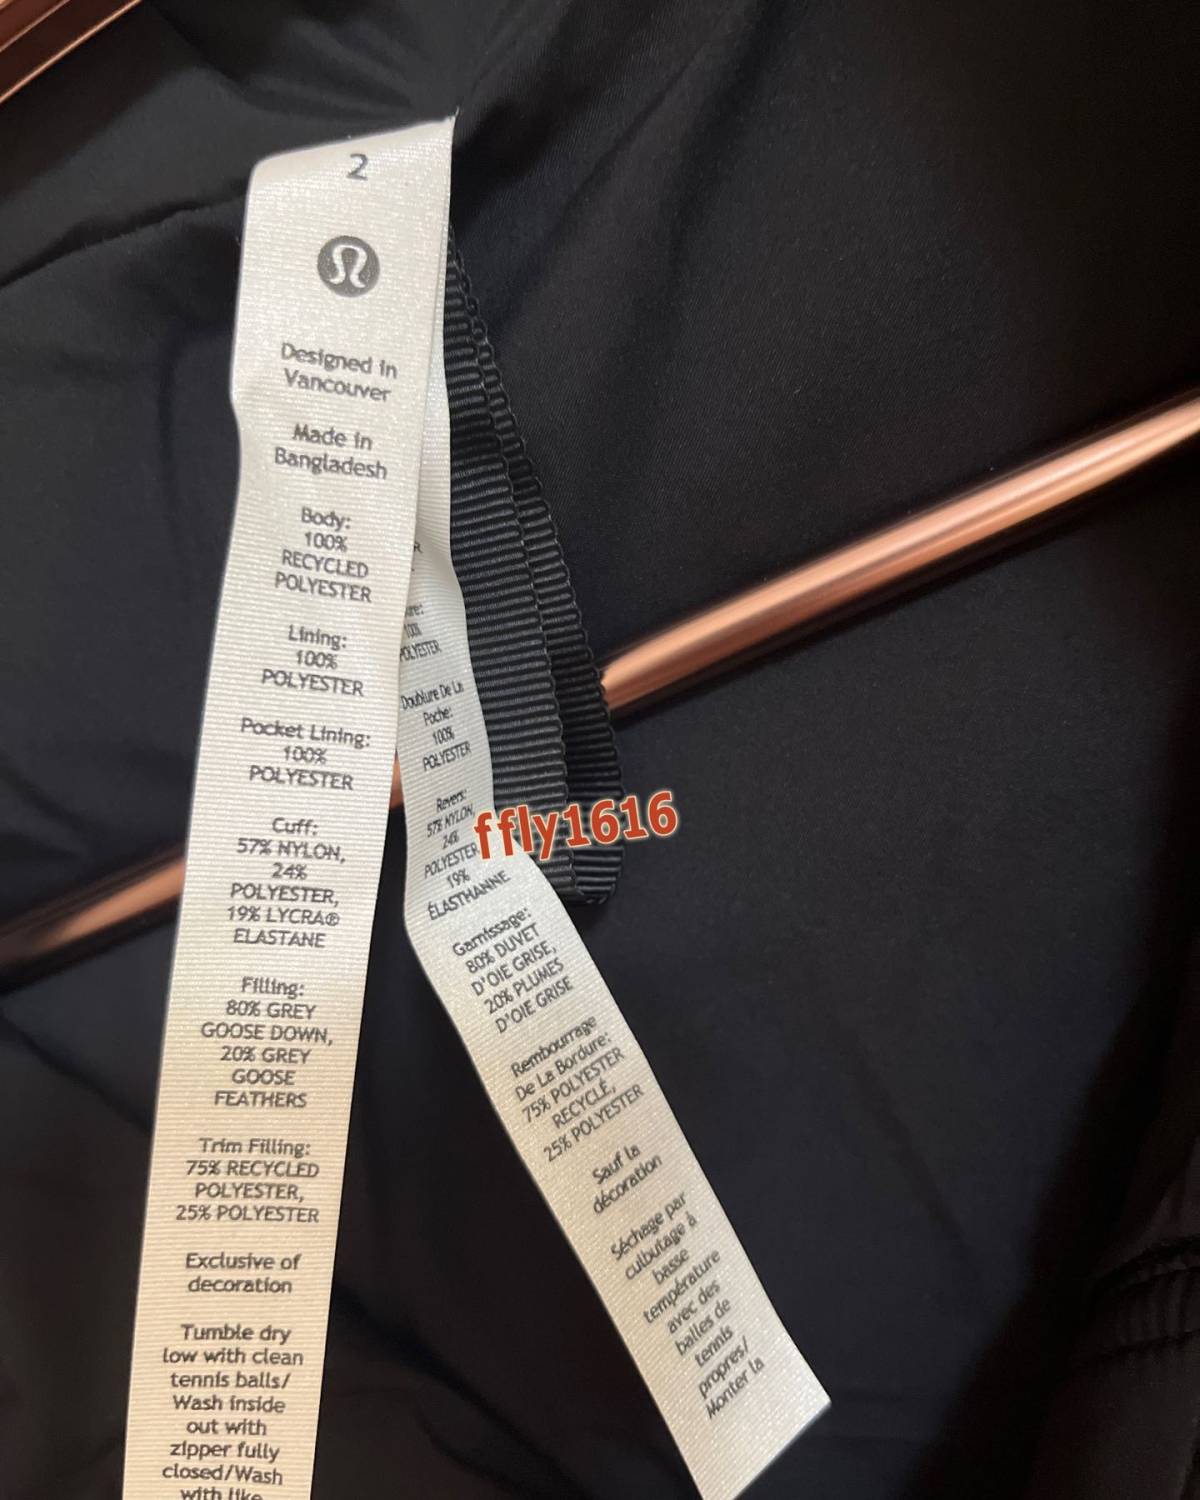 2
Designed in
Vancouver
Made in
Bangladesh
Body:
100%
RECYCLED
POLYESTER
Lining:
100%
POLYESTER
Pocket Lining:
100%
POLYESTER
Cuff:
57% NYLON,
24%
POLYESTER,
19% LYCRA®
ELASTANE
Filling:
80% GREY
GOOSE DOWN,
20% GREY
GOOSE
FEATHERS
Trim Filling:
75% RECYCLED
POLYESTER,
25% POLYESTER
Exclusive of
decoration
Tumble dry
low with clean
tennis balls/
Wash inside
out with
zipper fully
closed/Wash
with like
R
100%
POLYESTER
Doublure De La
Poche:
100%
POLYESTER
Revers:
57% NYLON,
24%
POLYESTER
19%
ÉLASTHANNE
Garnissage:
80% DUVET
D'OIE GRISE,
20% PLUMES
D'OIE GRISE
Rembourrage
De La Bordure:
75% POLYESTER
RECYCLÉ,
25% POLYESTER
Sauf la
décoration
Séchage par
culbutage à
basse
température
avec des
balles de
tennis
propres/
Monter la
ffly1616